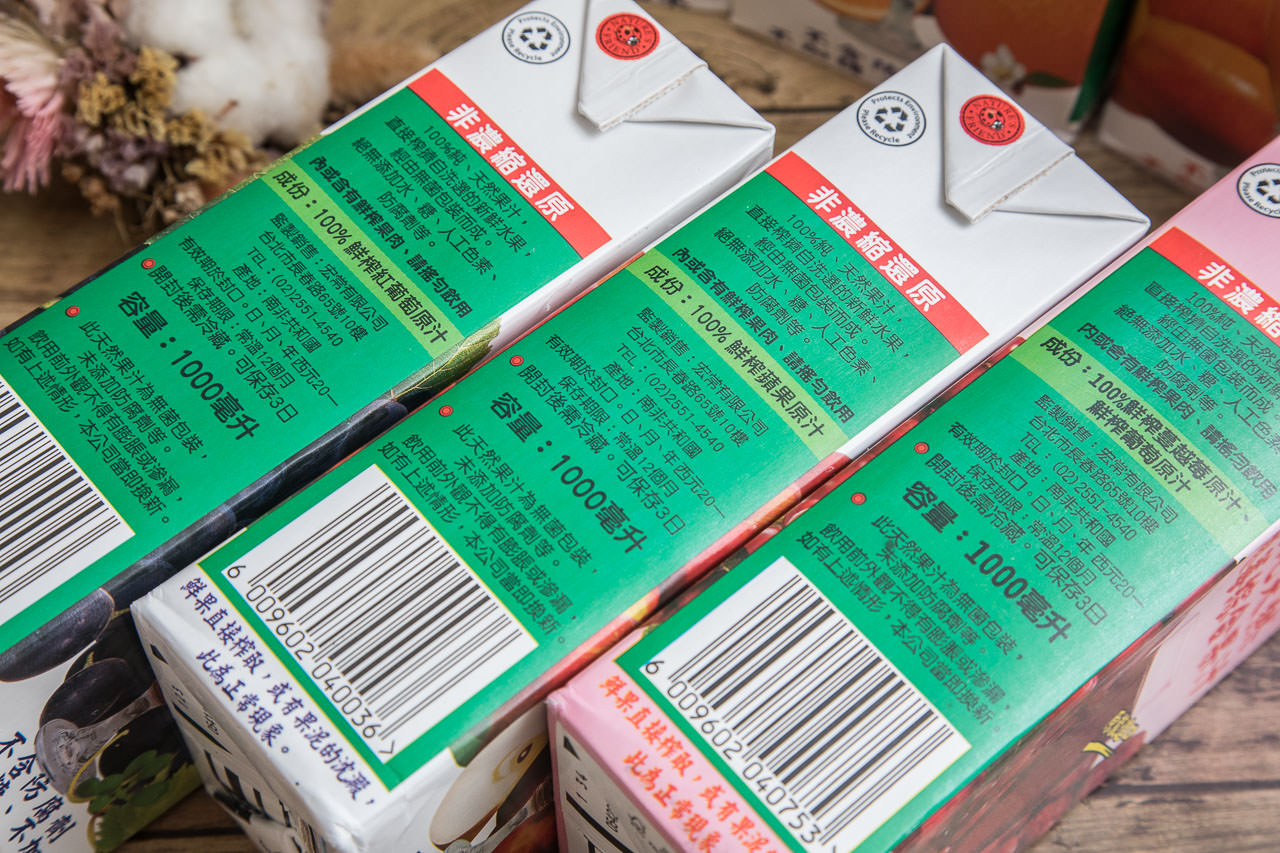 Protects Environment
Please Recycle
NATURE
FRIEND
非濃縮還原
100%純、天然果汁，
直接榨擠自洗選的新鮮水果，
經由無菌包裝而成。
絕無添加水、糖、人工色素、
防腐劑等。
內或含有鮮榨果肉、請搖勻飲用
成份：100% 鮮榨紅葡萄原汁
監製銷售：宏常有限公司
台北市長春路65號10樓
TEL：(02)2551-4540
產地：南非共和國
有效期於封口。日、月、年西元20—
保存期限：常溫12個月
開封後需冷藏。可保存3日
容量：1000毫升
此天然果汁為無菌包裝，
未添加防腐劑等。
飲用前外觀不得有膨脹或滲漏，
如有上述情形，本公司當即換新。
不含防腐劑
Protects Environment
Please Recycle
NATURE
FRIEND
非濃縮還原
100%純、天然果汁，
直接榨擠自洗選的新鮮水果，
經由無菌包裝而成。
絕無添加水、糖、人工色素、
防腐劑等。
內或含有鮮榨果肉、請搖勻飲用
成份：100% 鮮榨蘋果原汁
監製銷售：宏常有限公司
台北市長春路65號10樓
TEL：(02)2551-4540
產地：南非共和國
有效期於封口。日、月、年西元20—
保存期限：常溫12個月
開封後需冷藏。可保存3日
容量：1000毫升
此天然果汁為無菌包裝，
未添加防腐劑等。
飲用前外觀不得有膨脹或滲漏，
如有上述情形，本公司當即換新。
6 009602 040036 >
鮮果直接榨取，或有果泥的沈澱，
此為正常現象。
Protects
Please
非濃縮
100%純、天然
直接榨擠自洗選的新
經由無菌包裝而成。
絕無添加水、糖、人工色素
防腐劑等。
內或含有鮮榨果肉、請搖勻飲用
成份：100%鮮榨蔓越莓原汁、
鮮榨葡萄原汁
監製銷售：宏常有限公司
台北市長春路65號10樓
TEL：(02)2551-4540
產地：南非共和國
有效期於封口。日、月、年西元20—
保存期限：常溫12個月
開封後需冷藏。可保存3日
容量：1000毫升
此天然果汁為無菌包裝，
未添加防腐劑等。
飲用前外觀不得有膨脹或滲漏，
如有上述情形，本公司當即換新。
6 009602 040753
鮮果直接榨取，或有果泥
此為正常現象